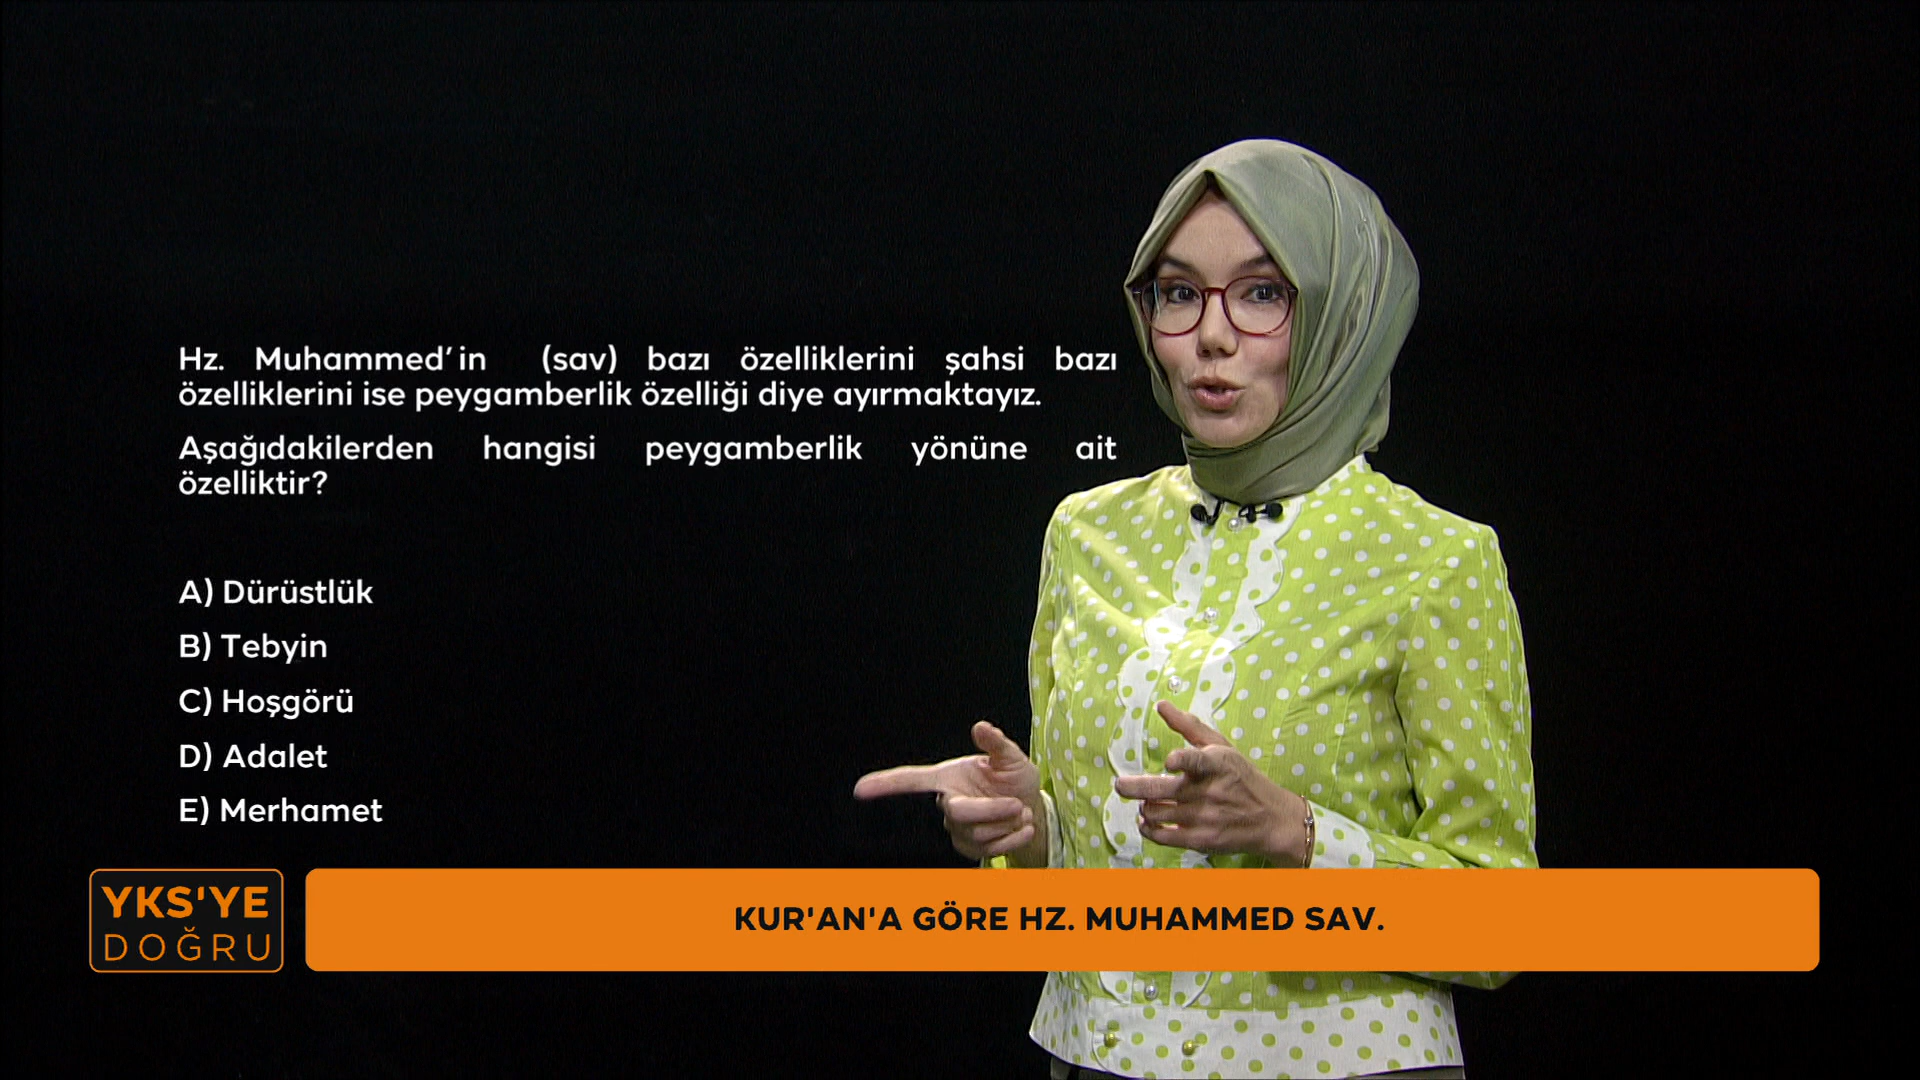 Hz. Muhammed'in (sav) bazı özelliklerini şahsi bazı
özelliklerini ise peygamberlik özelliği diye ayırmaktayız.
Aşağıdakilerden hangisi peygamberlik yönüne ait
özelliktir?
A) Dürüstlük
B) Tebyin
C) Hoşgörü
D) Adalet
E) Merhamet
YKS'YE
DOĞRU
KUR'AN'A GÖRE HZ. MUHAMMED SAV.